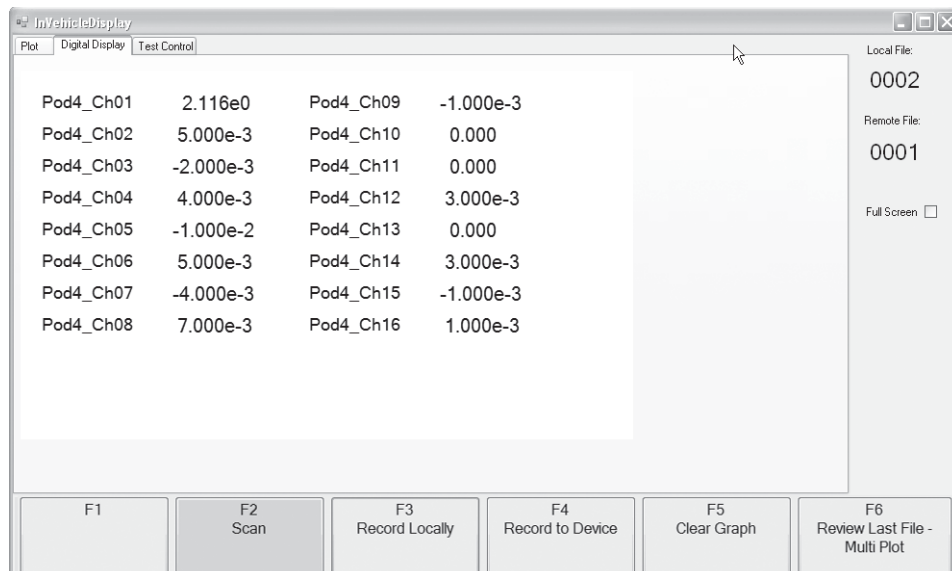 InVehicleDisplay
Plot Digital Display Test Control
Local File:
0002
Remote File:
0001
Full Screen
Pod4_Ch01 2.116e0 Pod4_Ch09 -1.000e-3
Pod4_Ch02 5.000e-3 Pod4_Ch10 0.000
Pod4_Ch03 -2.000e-3 Pod4_Ch11 0.000
Pod4_Ch04 4.000e-3 Pod4_Ch12 3.000e-3
Pod4_Ch05 -1.000e-2 Pod4_Ch13 0.000
Pod4_Ch06 5.000e-3 Pod4_Ch14 3.000e-3
Pod4_Ch07 -4.000e-3 Pod4_Ch15 -1.000e-3
Pod4_Ch08 7.000e-3 Pod4_Ch16 1.000e-3
F1
F2
Scan
F3
Record Locally
F4
Record to Device
F5
Clear Graph
F6
Review Last File -
Multi Plot